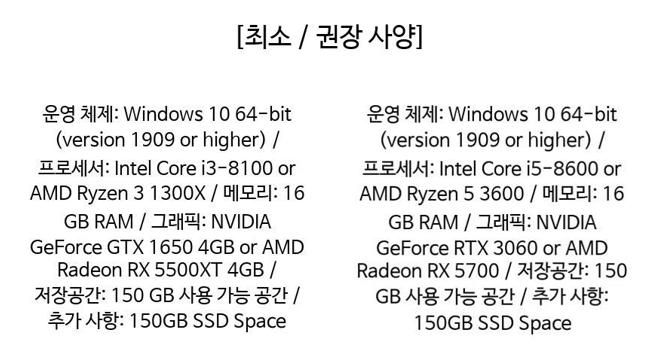 [최소 / 권장 사양]
운영 체제: Windows 10 64-bit
(version 1909 or higher) /
프로세서: Intel Core i3-8100 or
AMD Ryzen 3 1300X / 메모리: 16
GB RAM / 그래픽: NVIDIA
GeForce GTX 1650 4GB or AMD
Radeon RX 5500XT 4GB /
저장공간: 150 GB 사용 가능 공간 /
추가 사항: 150GB SSD Space
운영 체제: Windows 10 64-bit
(version 1909 or higher) /
프로세서: Intel Core i5-8600 or
AMD Ryzen 5 3600 / 메모리: 16
GB RAM / 그래픽: NVIDIA
GeForce RTX 3060 or AMD
Radeon RX 5700 / 저장공간: 150
GB 사용 가능 공간 / 추가 사항:
150GB SSD Space